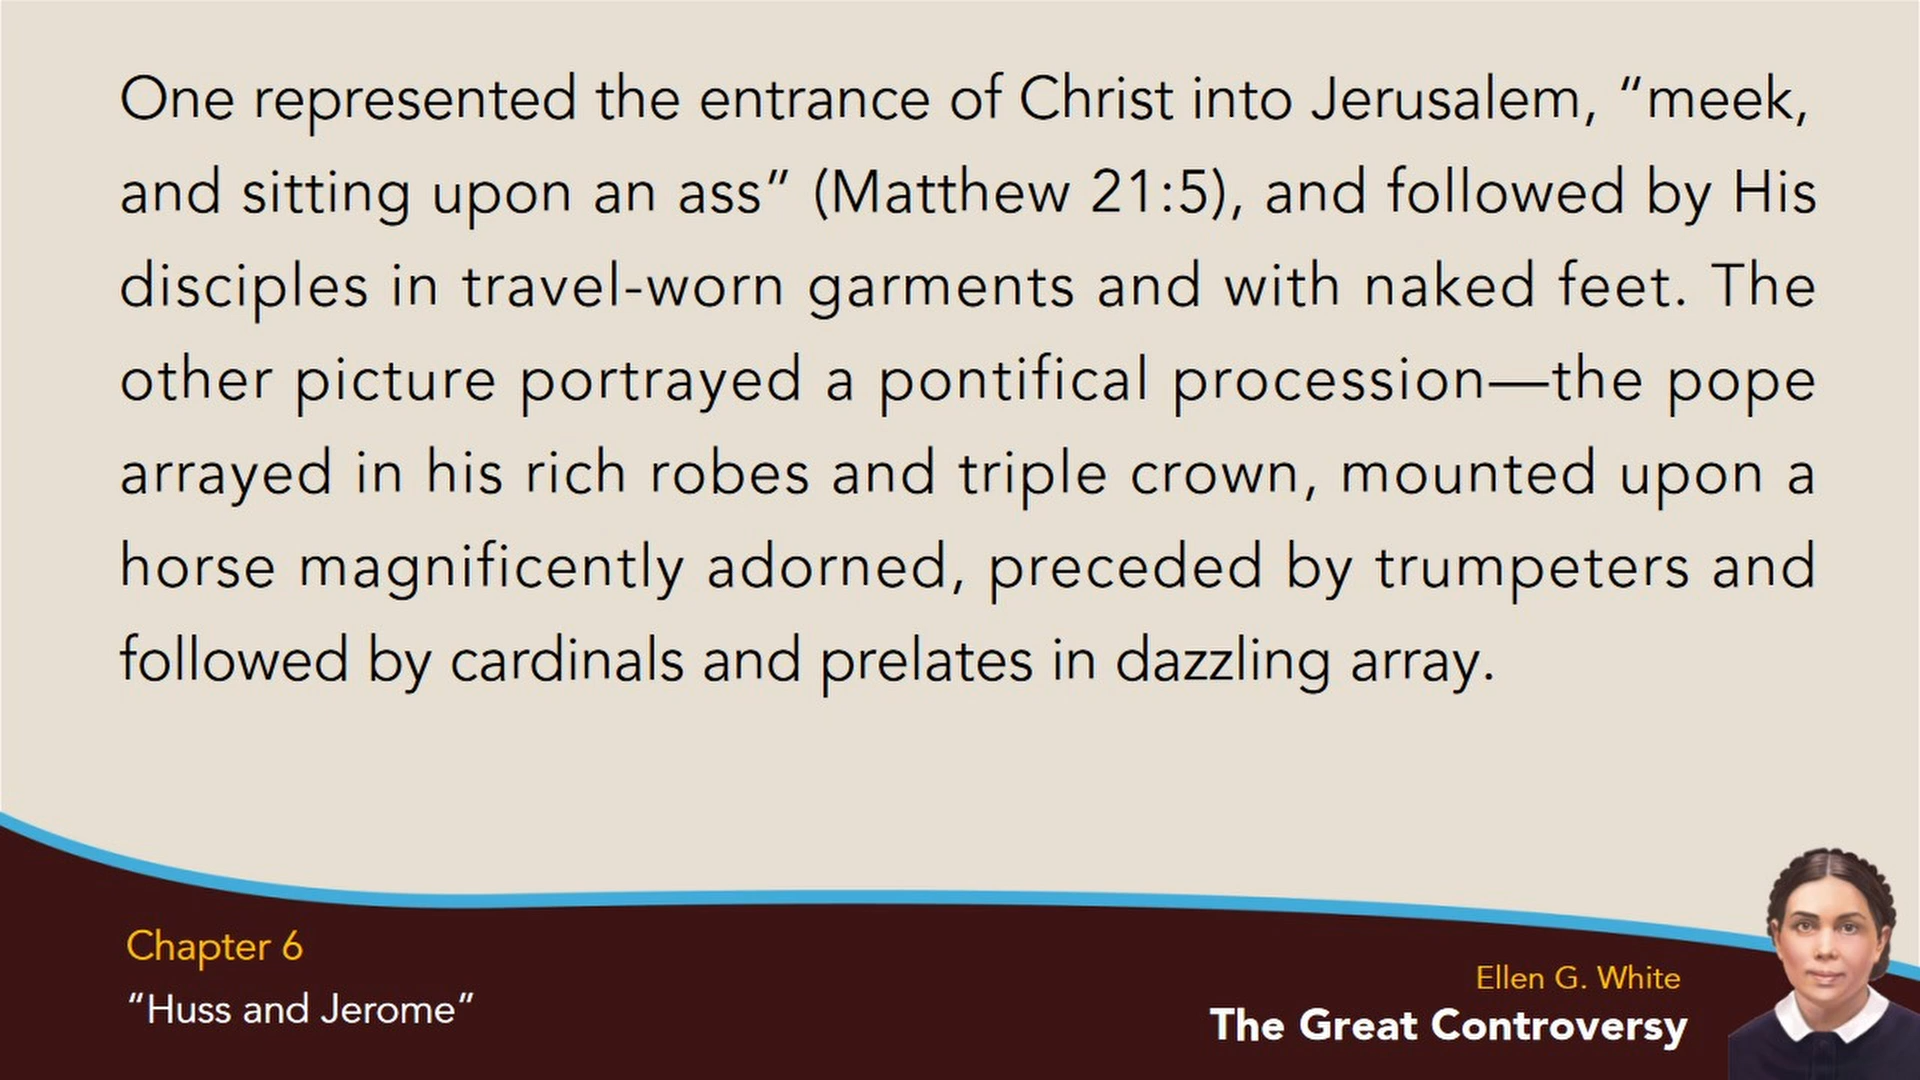 One represented the entrance of Christ into Jerusalem, “meek,
and sitting upon an ass” (Matthew 21:5), and followed by His
disciples in travel-worn garments and with naked feet. The
other picture portrayed a pontifical procession—the pope
arrayed in his rich robes and triple crown, mounted upon a
horse magnificently adorned, preceded by trumpeters and
followed by cardinals and prelates in dazzling array.
Chapter 6
“Huss and Jerome”
Ellen G. White
The Great Controversy